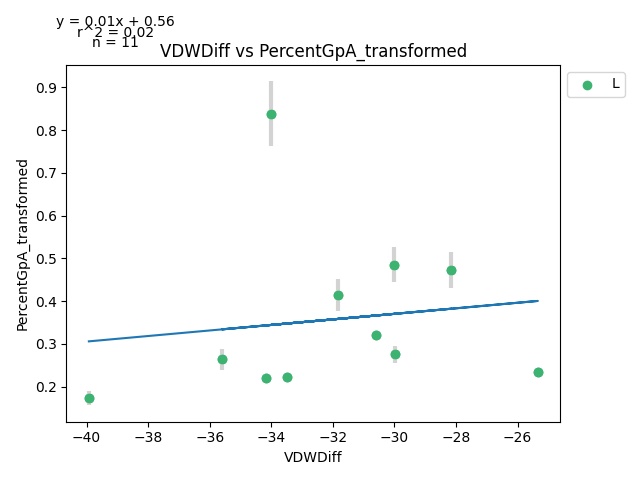 y = 0.01x + 0.56
r^2 = 0.02
n = 11
VDWDiff vs PercentGpA_transformed
L
PercentGpA_transformed
0.9
0.8
0.7
0.6
0.5
0.4
0.3
0.2
−40
−38
−36
−34
−32
−30
−28
−26
VDWDiff